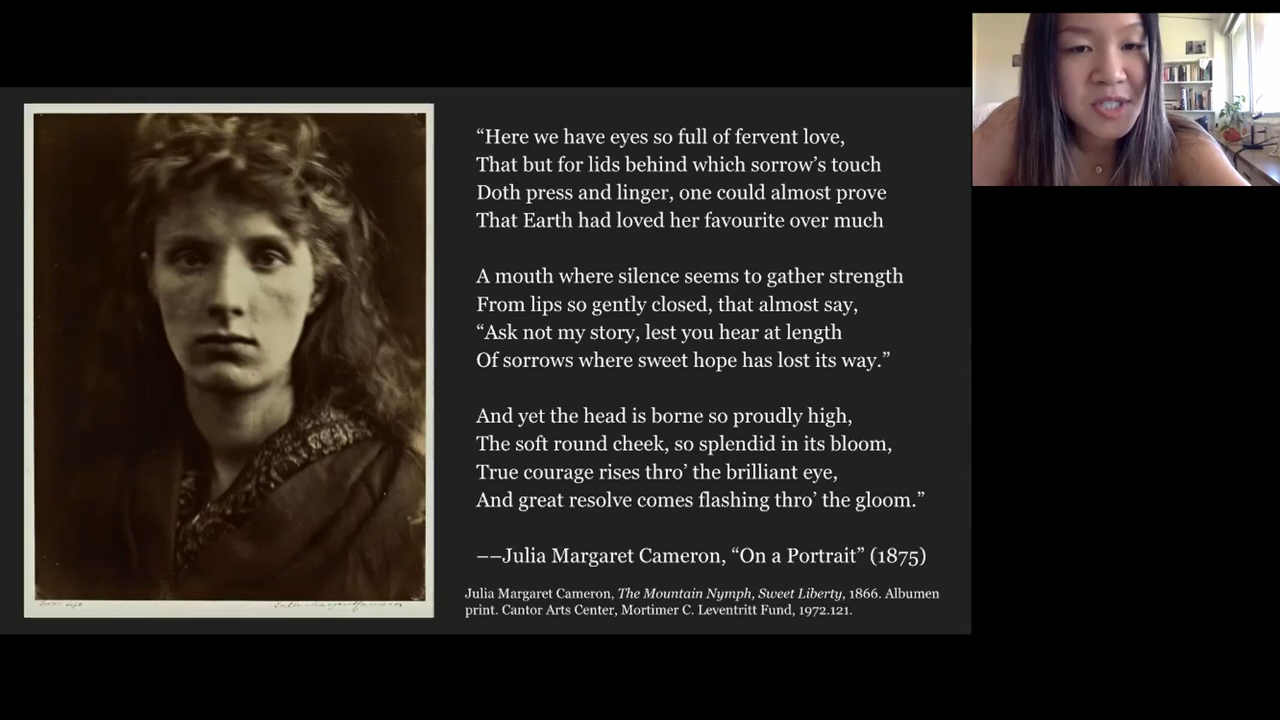 “Here we have eyes so full of fervent love,
That but for lids behind which sorrow’s touch
Doth press and linger, one could almost prove
That Earth had loved her favourite over much
A mouth where silence seems to gather strength
From lips so gently closed, that almost say,
“Ask not my story, lest you hear at length
Of sorrows where sweet hope has lost its way.”
And yet the head is borne so proudly high,
The soft round cheek, so splendid in its bloom,
True courage rises thro’ the brilliant eye,
And great resolve comes flashing thro’ the gloom.”
––Julia Margaret Cameron, “On a Portrait” (1875)
Julia Margaret Cameron, The Mountain Nymph, Sweet Liberty, 1866. Albumen
print. Cantor Arts Center, Mortimer C. Leventritt Fund, 1972.121.